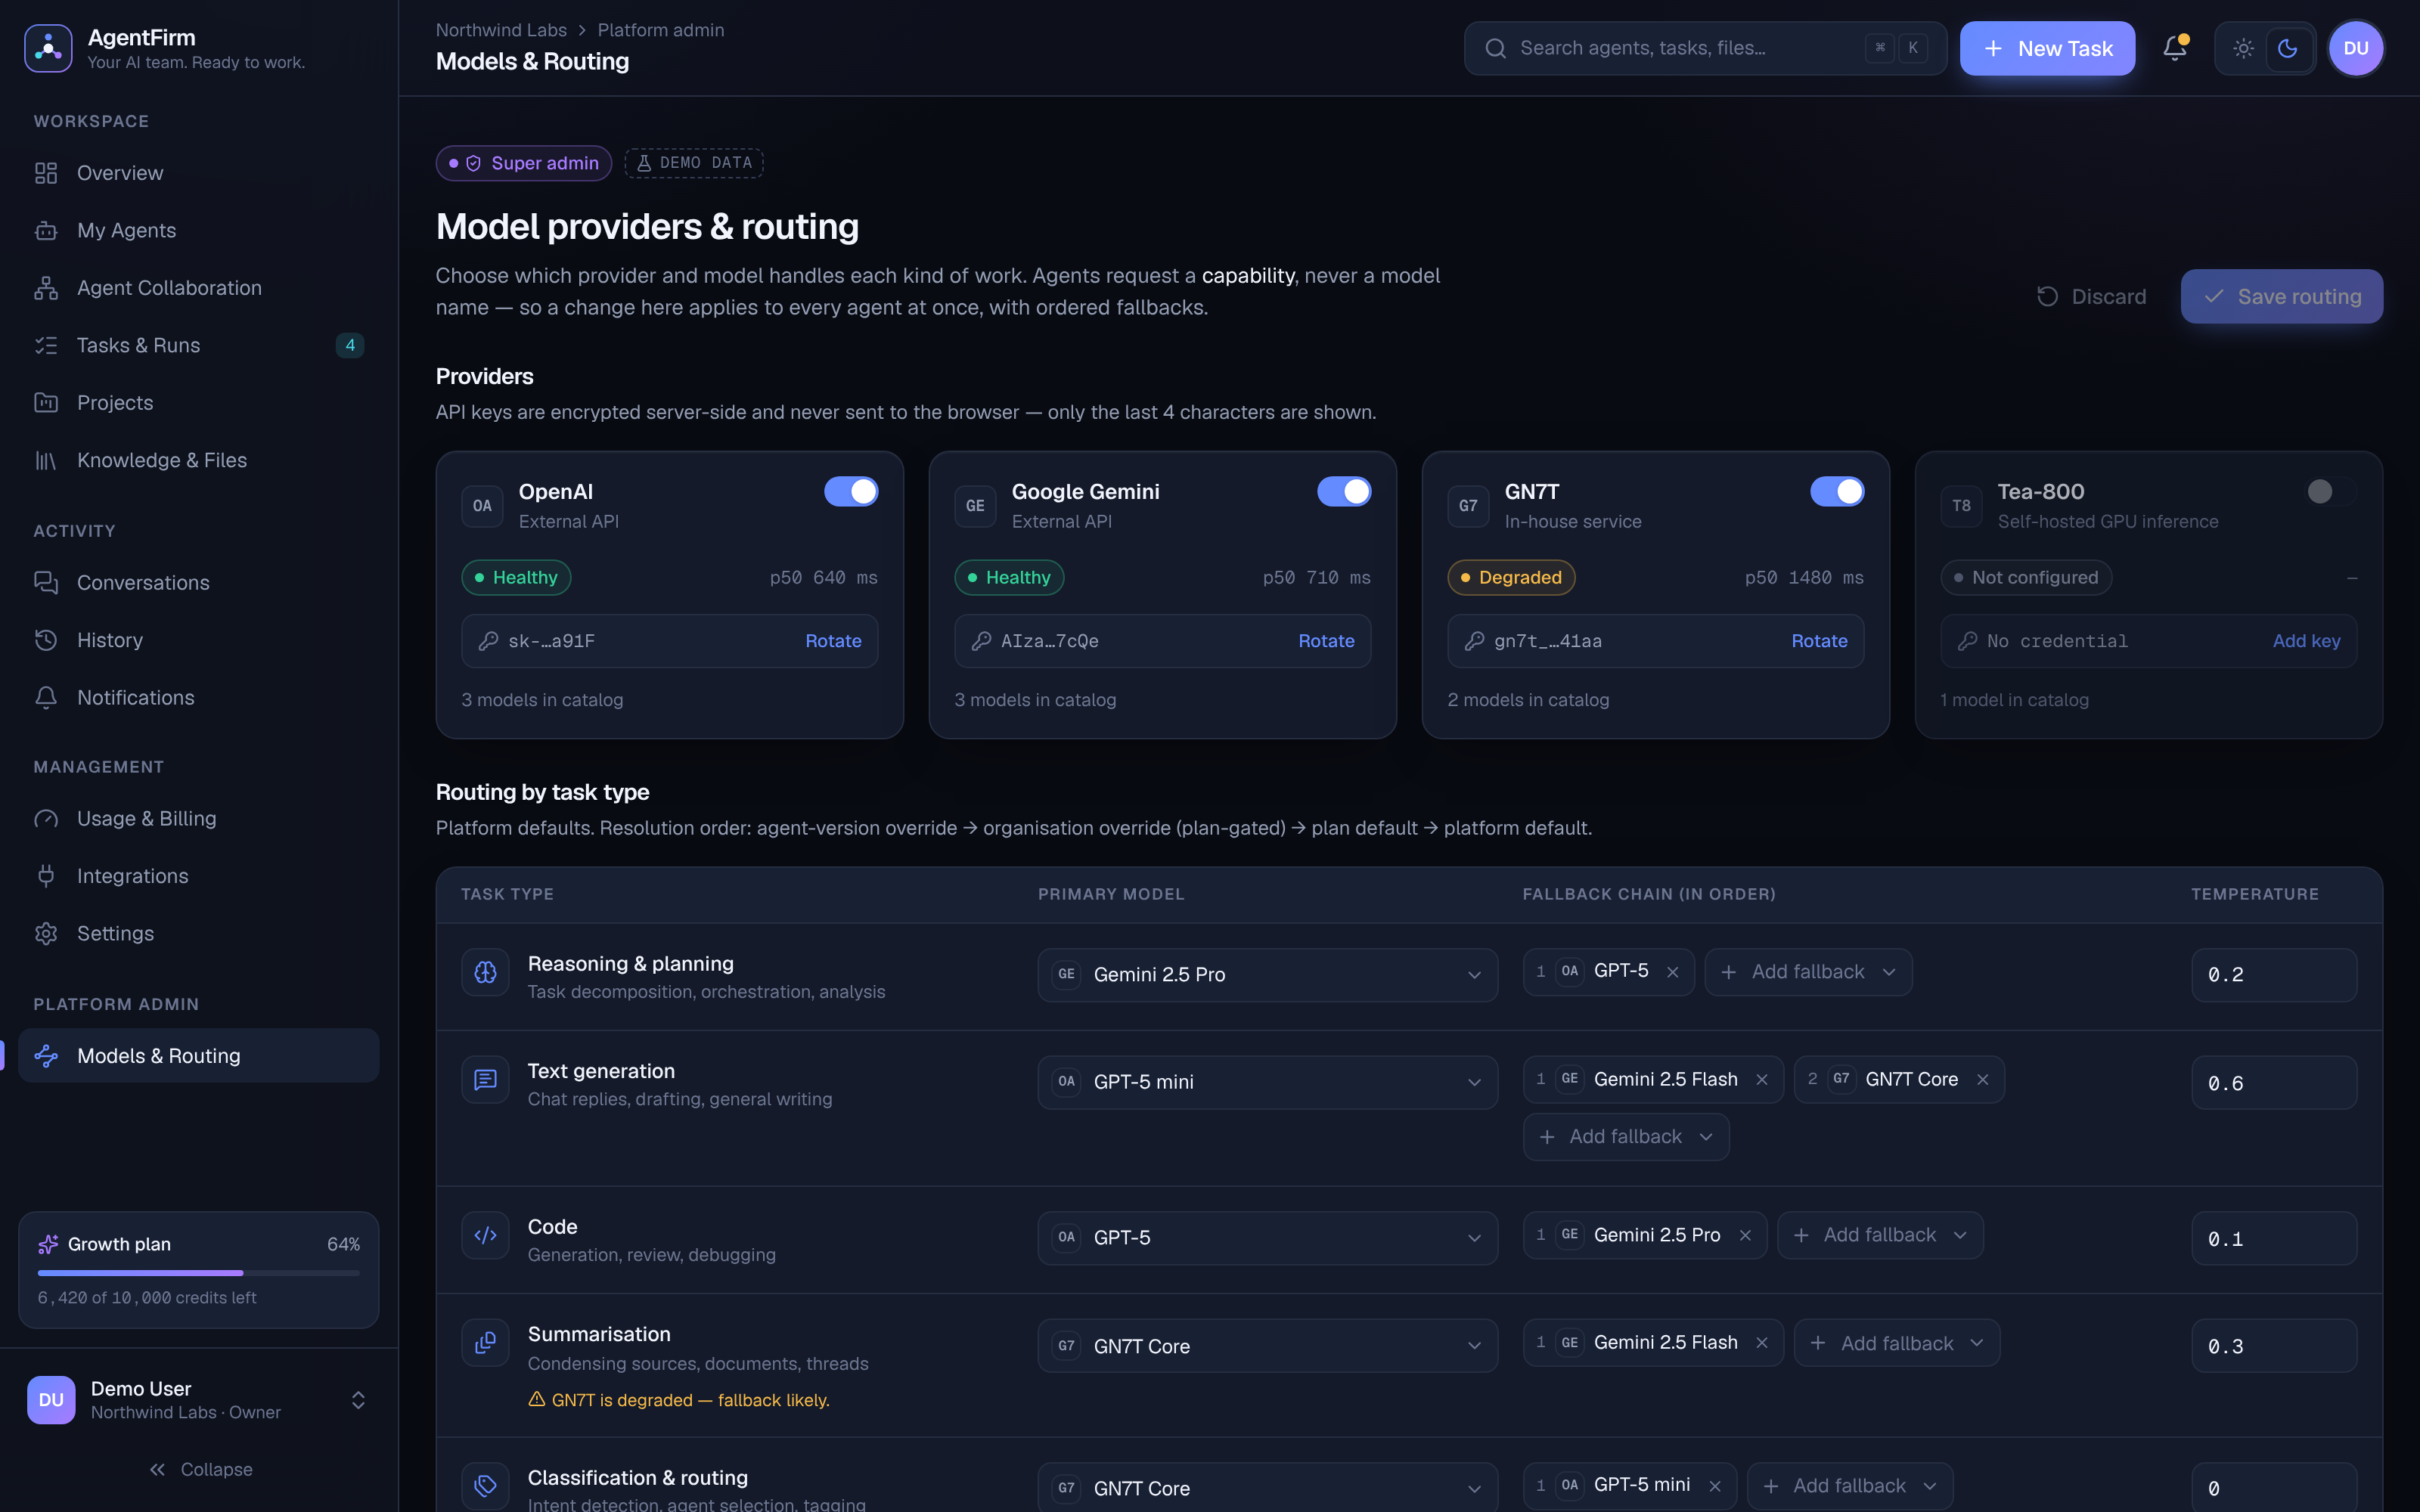 AgentFirm
Your AI team. Ready to work.
WORKSPACE
Overview
My Agents
Agent Collaboration
Tasks & Runs 4
Projects
Knowledge & Files
ACTIVITY
Conversations
History
Notifications
MANAGEMENT
Usage & Billing
Integrations
Settings
PLATFORM ADMIN
Models & Routing
Growth plan 64%
6,420 of 10,000 credits left
DU Demo User
Northwind Labs · Owner
Collapse
Northwind Labs > Platform admin
Models & Routing
Search agents, tasks, files... ⌘ K
New Task
DU
Super admin DEMO DATA
Model providers & routing
Choose which provider and model handles each kind of work. Agents request a capability, never a model
name — so a change here applies to every agent at once, with ordered fallbacks.
Discard Save routing
Providers
API keys are encrypted server-side and never sent to the browser — only the last 4 characters are shown.
OA OpenAI
External API
Healthy p50 640 ms
sk-…a91F Rotate
3 models in catalog
GE Google Gemini
External API
Healthy p50 710 ms
AIza…7cQe Rotate
3 models in catalog
G7 GN7T
In-house service
Degraded p50 1480 ms
gn7t_…41aa Rotate
2 models in catalog
T8 Tea-800
Self-hosted GPU inference
Not configured –
No credential Add key
1 model in catalog
Routing by task type
Platform defaults. Resolution order: agent-version override → organisation override (plan-gated) → plan default → platform default.
TASK TYPE PRIMARY MODEL FALLBACK CHAIN (IN ORDER) TEMPERATURE
Reasoning & planning
Task decomposition, orchestration, analysis
GE Gemini 2.5 Pro
1 OA GPT-5 × + Add fallback
0.2
Text generation
Chat replies, drafting, general writing
OA GPT-5 mini
1 GE Gemini 2.5 Flash × 2 G7 GN7T Core ×
+ Add fallback
0.6
Code
Generation, review, debugging
OA GPT-5
1 GE Gemini 2.5 Pro × + Add fallback
0.1
Summarisation
Condensing sources, documents, threads
GN7T is degraded — fallback likely.
G7 GN7T Core
1 GE Gemini 2.5 Flash × + Add fallback
0.3
Classification & routing
Intent detection, agent selection, tagging
G7 GN7T Core
1 OA GPT-5 mini × + Add fallback
0